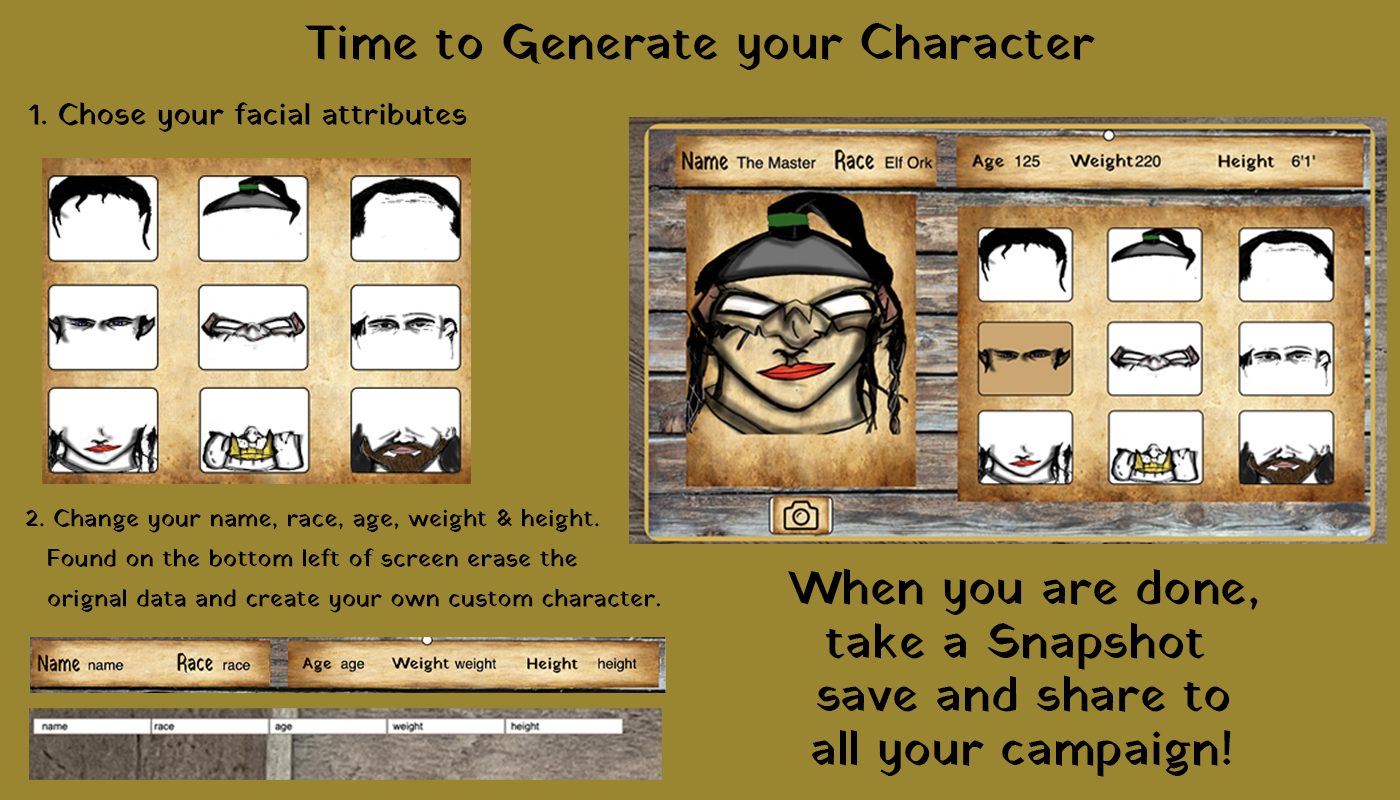 Time to Generate your Character
1. Chose your facial attributes
2. Change your name, race, age, weight & height.
Found on the bottom left of screen erase the
orignal data and create your own custom character.
Name name Race race Age age Weight weight Height height
name race age weight height
Name The Master Race Elf Ork Age 125 Weight 220 Height 6'1'
When you are done,
take a Snapshot
save and share to
all your campaign!